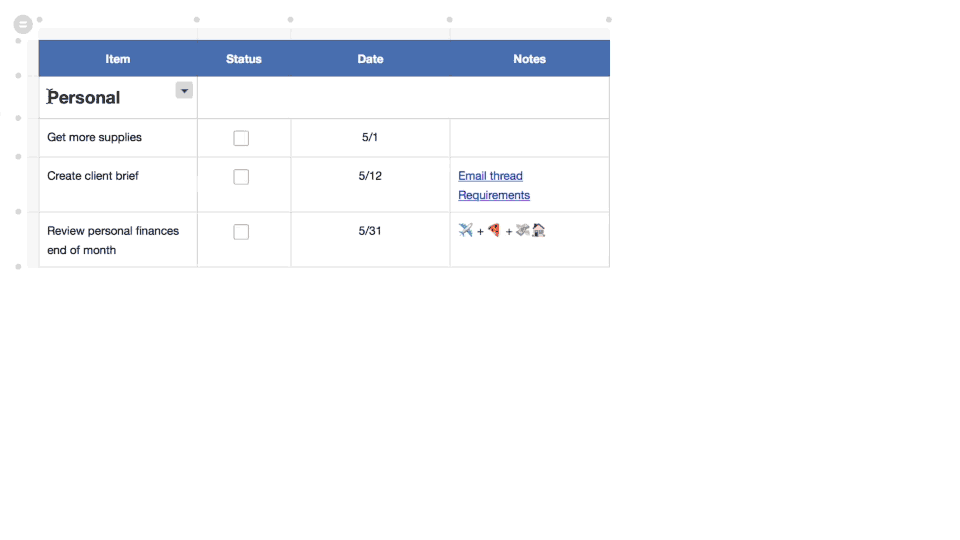 Item Status Date Notes
Personal
Get more supplies 5/1
Create client brief 5/12 Email thread
Requirements
Review personal finances 5/31 ✈️ + 🍕 + 💸🏠
end of month